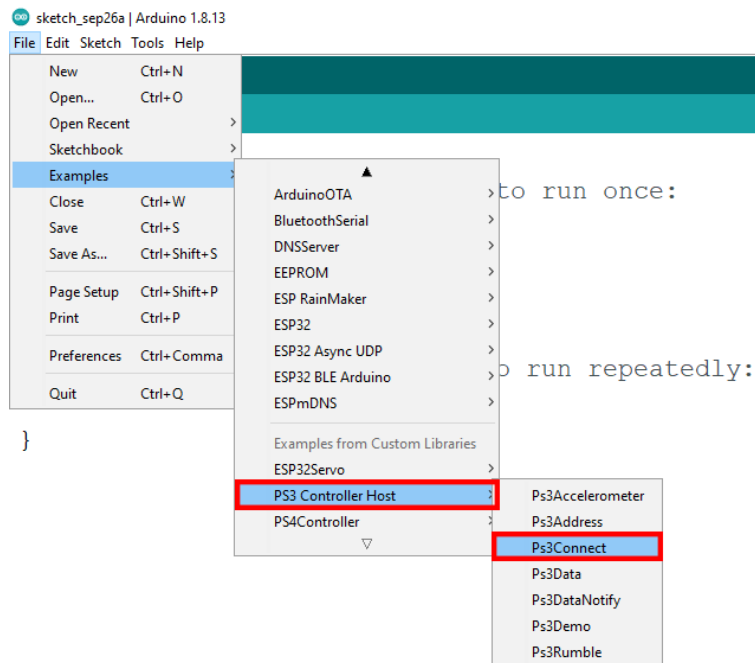 sketch_sep26a | Arduino 1.8.13
File Edit Sketch Tools Help
New Ctrl+N
Open... Ctrl+O
Open Recent
Sketchbook
Examples
Close Ctrl+W
Save Ctrl+S
Save As... Ctrl+Shift+S
Page Setup Ctrl+Shift+P
Print Ctrl+P
Preferences Ctrl+Comma
Quit Ctrl+Q
ArduinoOTA
BluetoothSerial
DNSServer
EEPROM
ESP RainMaker
ESP32
ESP32 Async UDP
ESP32 BLE Arduino
ESPmDNS
Examples from Custom Libraries
ESP32Servo
PS3 Controller Host
PS4Controller
Ps3Accelerometer
Ps3Address
Ps3Connect
Ps3Data
Ps3DataNotify
Ps3Demo
Ps3Rumble
to run once:
o run repeatedly:
}